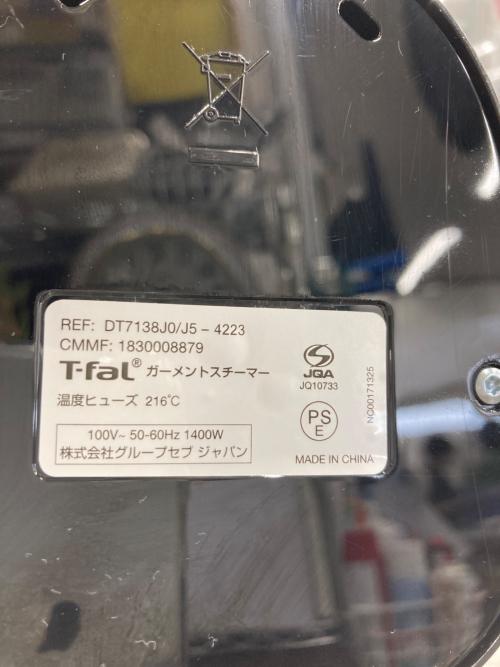 REF: DT7138J0/J5 - 4223
CMMF: 1830008879
T-fal® ガーメントスチーマー
温度ヒューズ 216℃
100V~ 50-60Hz 1400W
株式会社グループセブ ジャパン
JQA
JQ10733
PS
E
MADE IN CHINA
NC00171325